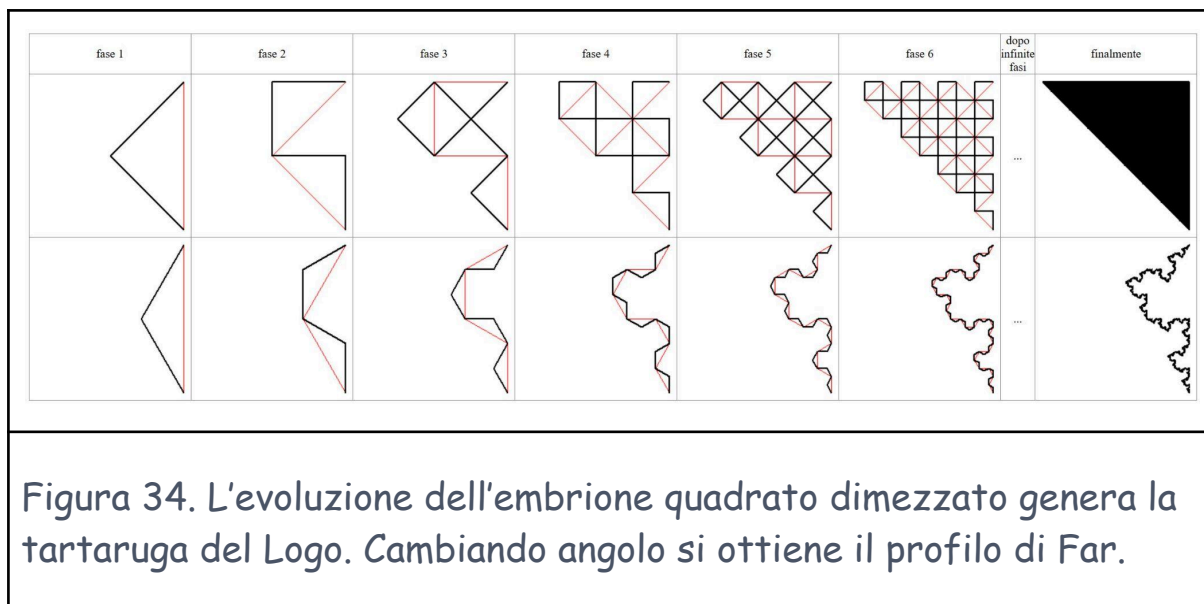 fase 1
fase 2
fase 3
fase 4
fase 5
fase 6
dopo
infinite
fasi
finalmente
...
...
Figura 34. L'evoluzione dell'embrione quadrato dimezzato genera la
tartaruga del Logo. Cambiando angolo si ottiene il profilo di Far.